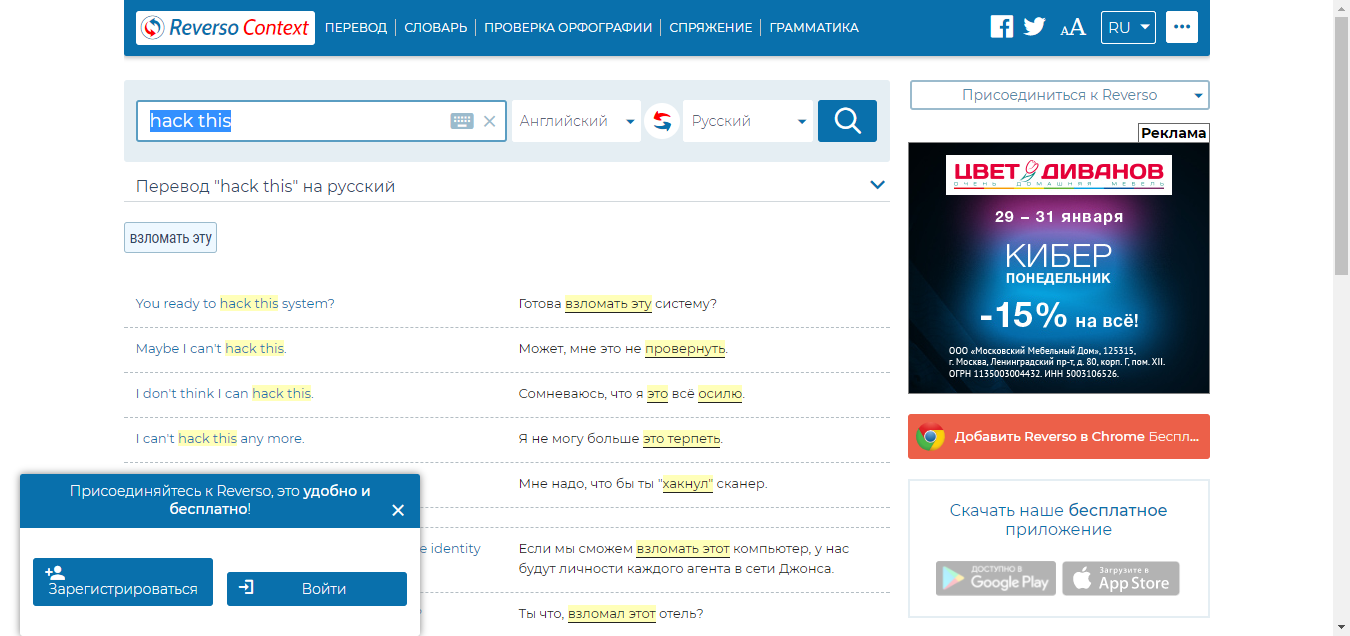 Reverso Context ПЕРЕВОД СЛОВАРЬ ПРОВЕРКА ОРФОГРАФИИ СПРЯЖЕНИЕ ГРАММАТИКА
AA RU
hack this Английский Русский
Присоединиться к Reverso
Реклама
Перевод "hack this" на русский
взломать эту
ЦВЕТ ДИВАНОВ
ОЧЕНЬ ДОМАШНЯЯ МЕБЕЛЬ
29 – 31 января
КИБЕР
ПОНЕДЕЛЬНИК
-15% на всё!
ООО «Московский Мебельный Дом», 125315,
г. Москва, Ленинградский пр-т, д. 80, корп. Г, пом. XII.
ОГРН 1135003004432. ИНН 5003106526.
You ready to hack this system? Готова взломать эту систему?
Maybe I can't hack this. Может, мне это не провернуть.
I don't think I can hack this. Сомневаюсь, что я это всё осилю.
I can't hack this any more. Я не могу больше это терпеть.
Мне надо, что бы ты "хакнул" сканер.
e identity Если мы сможем взломать этот компьютер, у нас
будут личности каждого агента в сети Джонса.
? Ты что, взломал этот отель?
Добавить Reverso в Chrome Беспл...
Скачать наше бесплатное
приложение
ДОСТУПНО В
Google Play
Загрузите в
App Store
Присоединяйтесь к Reverso, это удобно и
бесплатно!
Зарегистрироваться
Войти